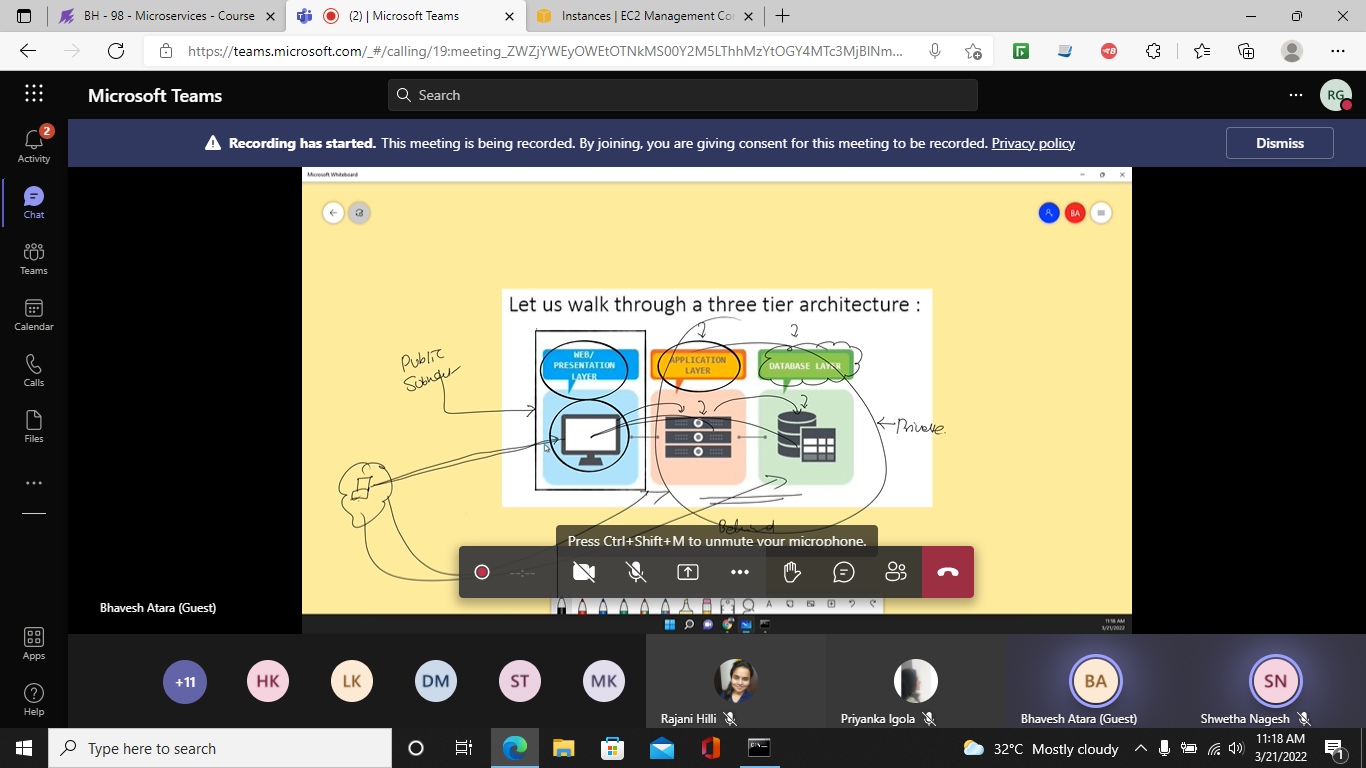 BH - 98 - Microservices - Course
(2) | Microsoft Teams
Instances | EC2 Management Co
https://teams.microsoft.com/_#/calling/19:meeting_ZWZjYWEyOWEtOTNkMS00Y2M5LThhMzYtOGY4MTc3MjBlNm...
Microsoft Teams
Search
RG
2
Activity
Chat
Teams
Calendar
Calls
Files
Apps
Help
Recording has started. This meeting is being recorded. By joining, you are giving consent for this meeting to be recorded. Privacy policy
Dismiss
Microsoft Whiteboard
BA
Let us walk through a three tier architecture :
WEB/
PRESENTATION
LAYER
APPLICATION
LAYER
DATABASE LAYER
Public
Private
Behind
Press Ctrl+Shift+M to unmute your microphone.
--:--
Bhavesh Atara (Guest)
11:18 AM
3/21/2022
+11
HK
LK
DM
ST
MK
BA
SN
Rajani Hilli
Priyanka Igola
Bhavesh Atara (Guest)
Shwetha Nagesh
Type here to search
32°C Mostly cloudy
11:18 AM
3/21/2022
1